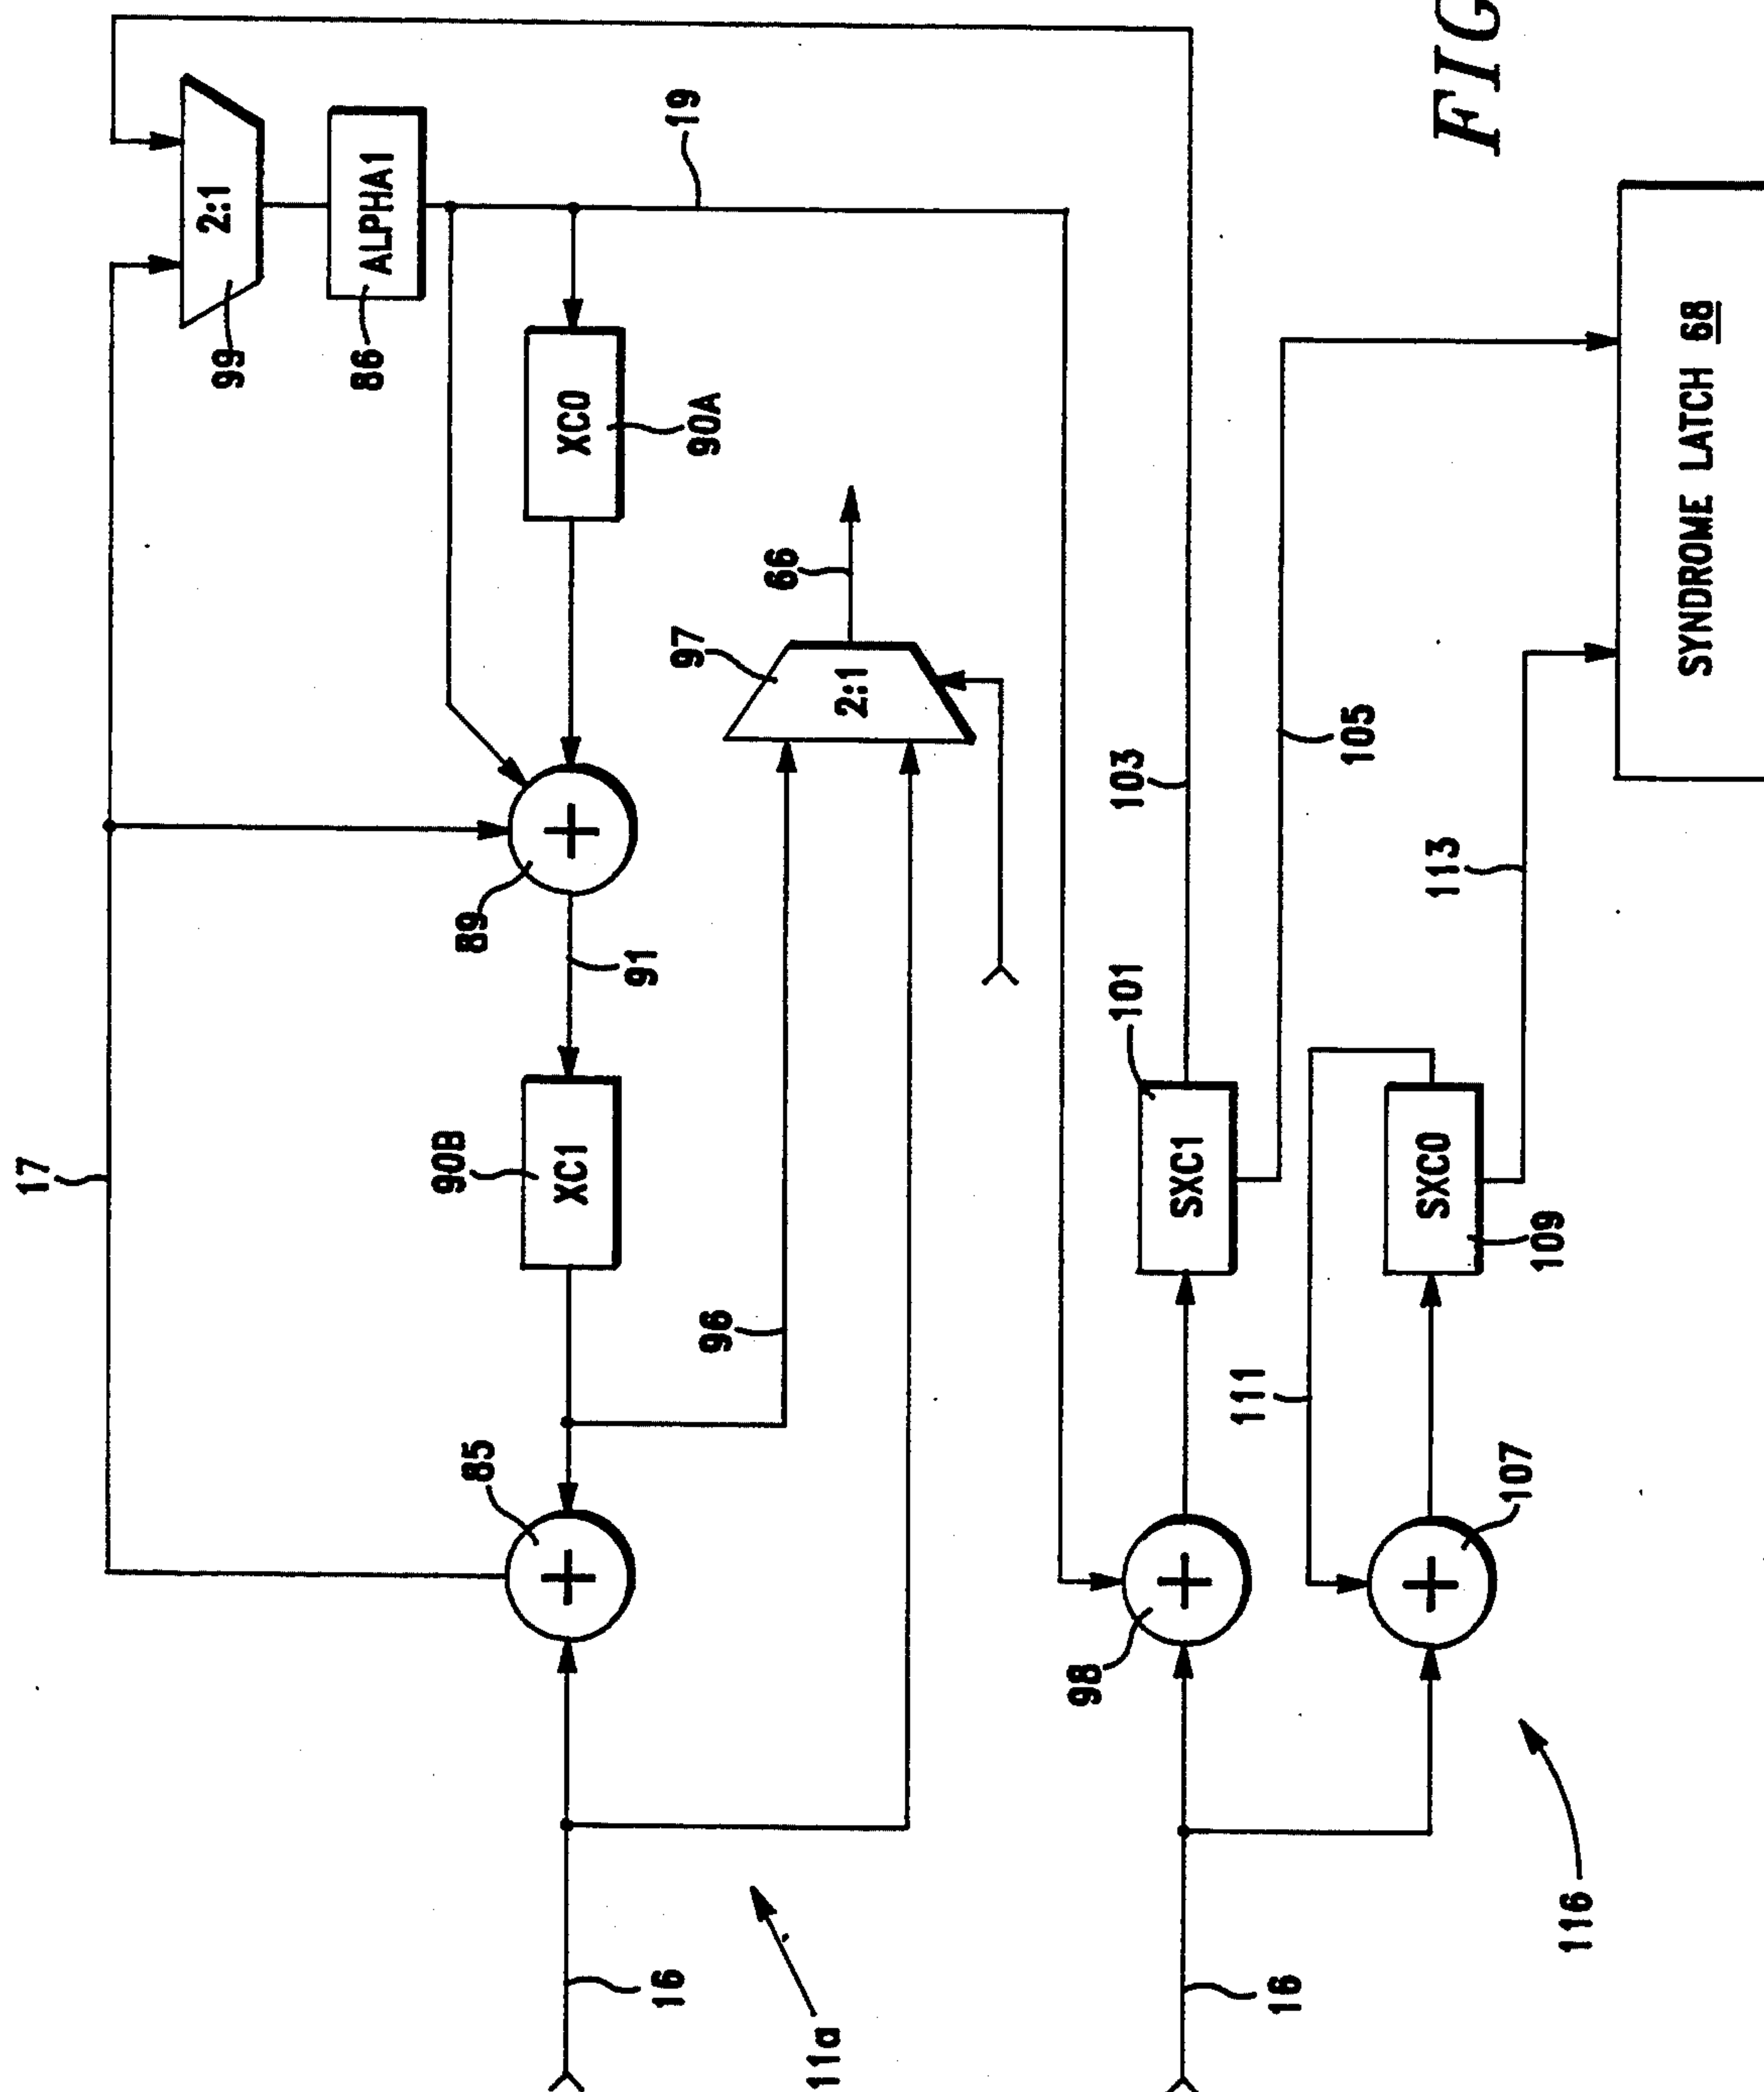 17
2:1
99
86
ALPHA1
85
90B
89
XC1
XC0
91
16
19
97
90A
96
66
11a
2:1
98
101
103
SXC1
111
16
105
SXC0
113
FIG
107
109
116
SYNDROME LATCH 68